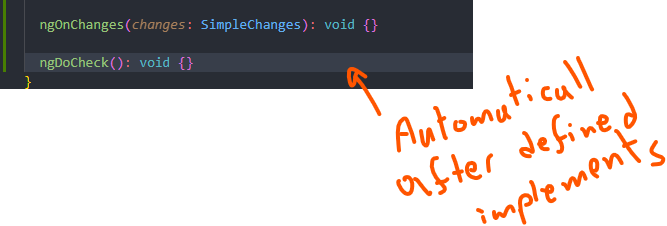 ngOnChanges(changes: SimpleChanges): void {}
ngDoCheck(): void {}
}
Automaticall
after defined
implements